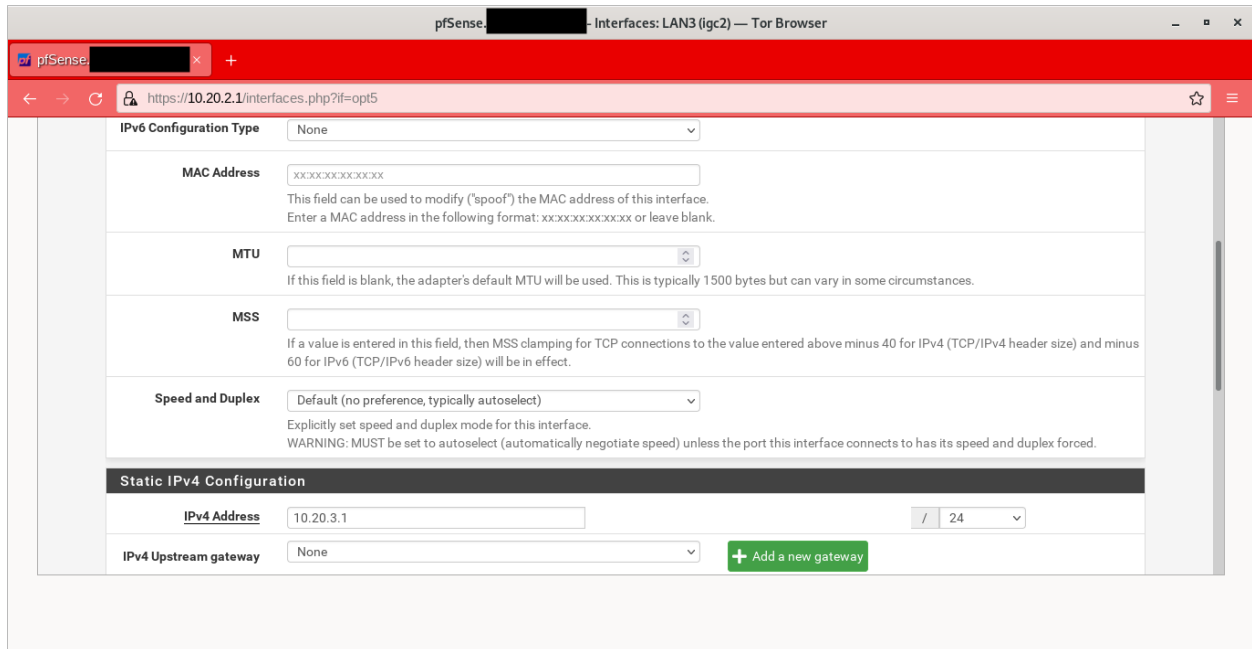 pfSense. - Interfaces: LAN3 (igc2) — Tor Browser
pfSense.
https://10.20.2.1/interfaces.php?if=opt5
IPv6 Configuration Type None
MAC Address xx:xx:xx:xx:xx:xx
This field can be used to modify ("spoof") the MAC address of this interface.
Enter a MAC address in the following format: xx:xx:xx:xx:xx:xx or leave blank.
MTU
If this field is blank, the adapter's default MTU will be used. This is typically 1500 bytes but can vary in some circumstances.
MSS
If a value is entered in this field, then MSS clamping for TCP connections to the value entered above minus 40 for IPv4 (TCP/IPv4 header size) and minus
60 for IPv6 (TCP/IPv6 header size) will be in effect.
Speed and Duplex Default (no preference, typically autoselect)
Explicitly set speed and duplex mode for this interface.
WARNING: MUST be set to autoselect (automatically negotiate speed) unless the port this interface connects to has its speed and duplex forced.
Static IPv4 Configuration
IPv4 Address 10.20.3.1 / 24
IPv4 Upstream gateway None Add a new gateway